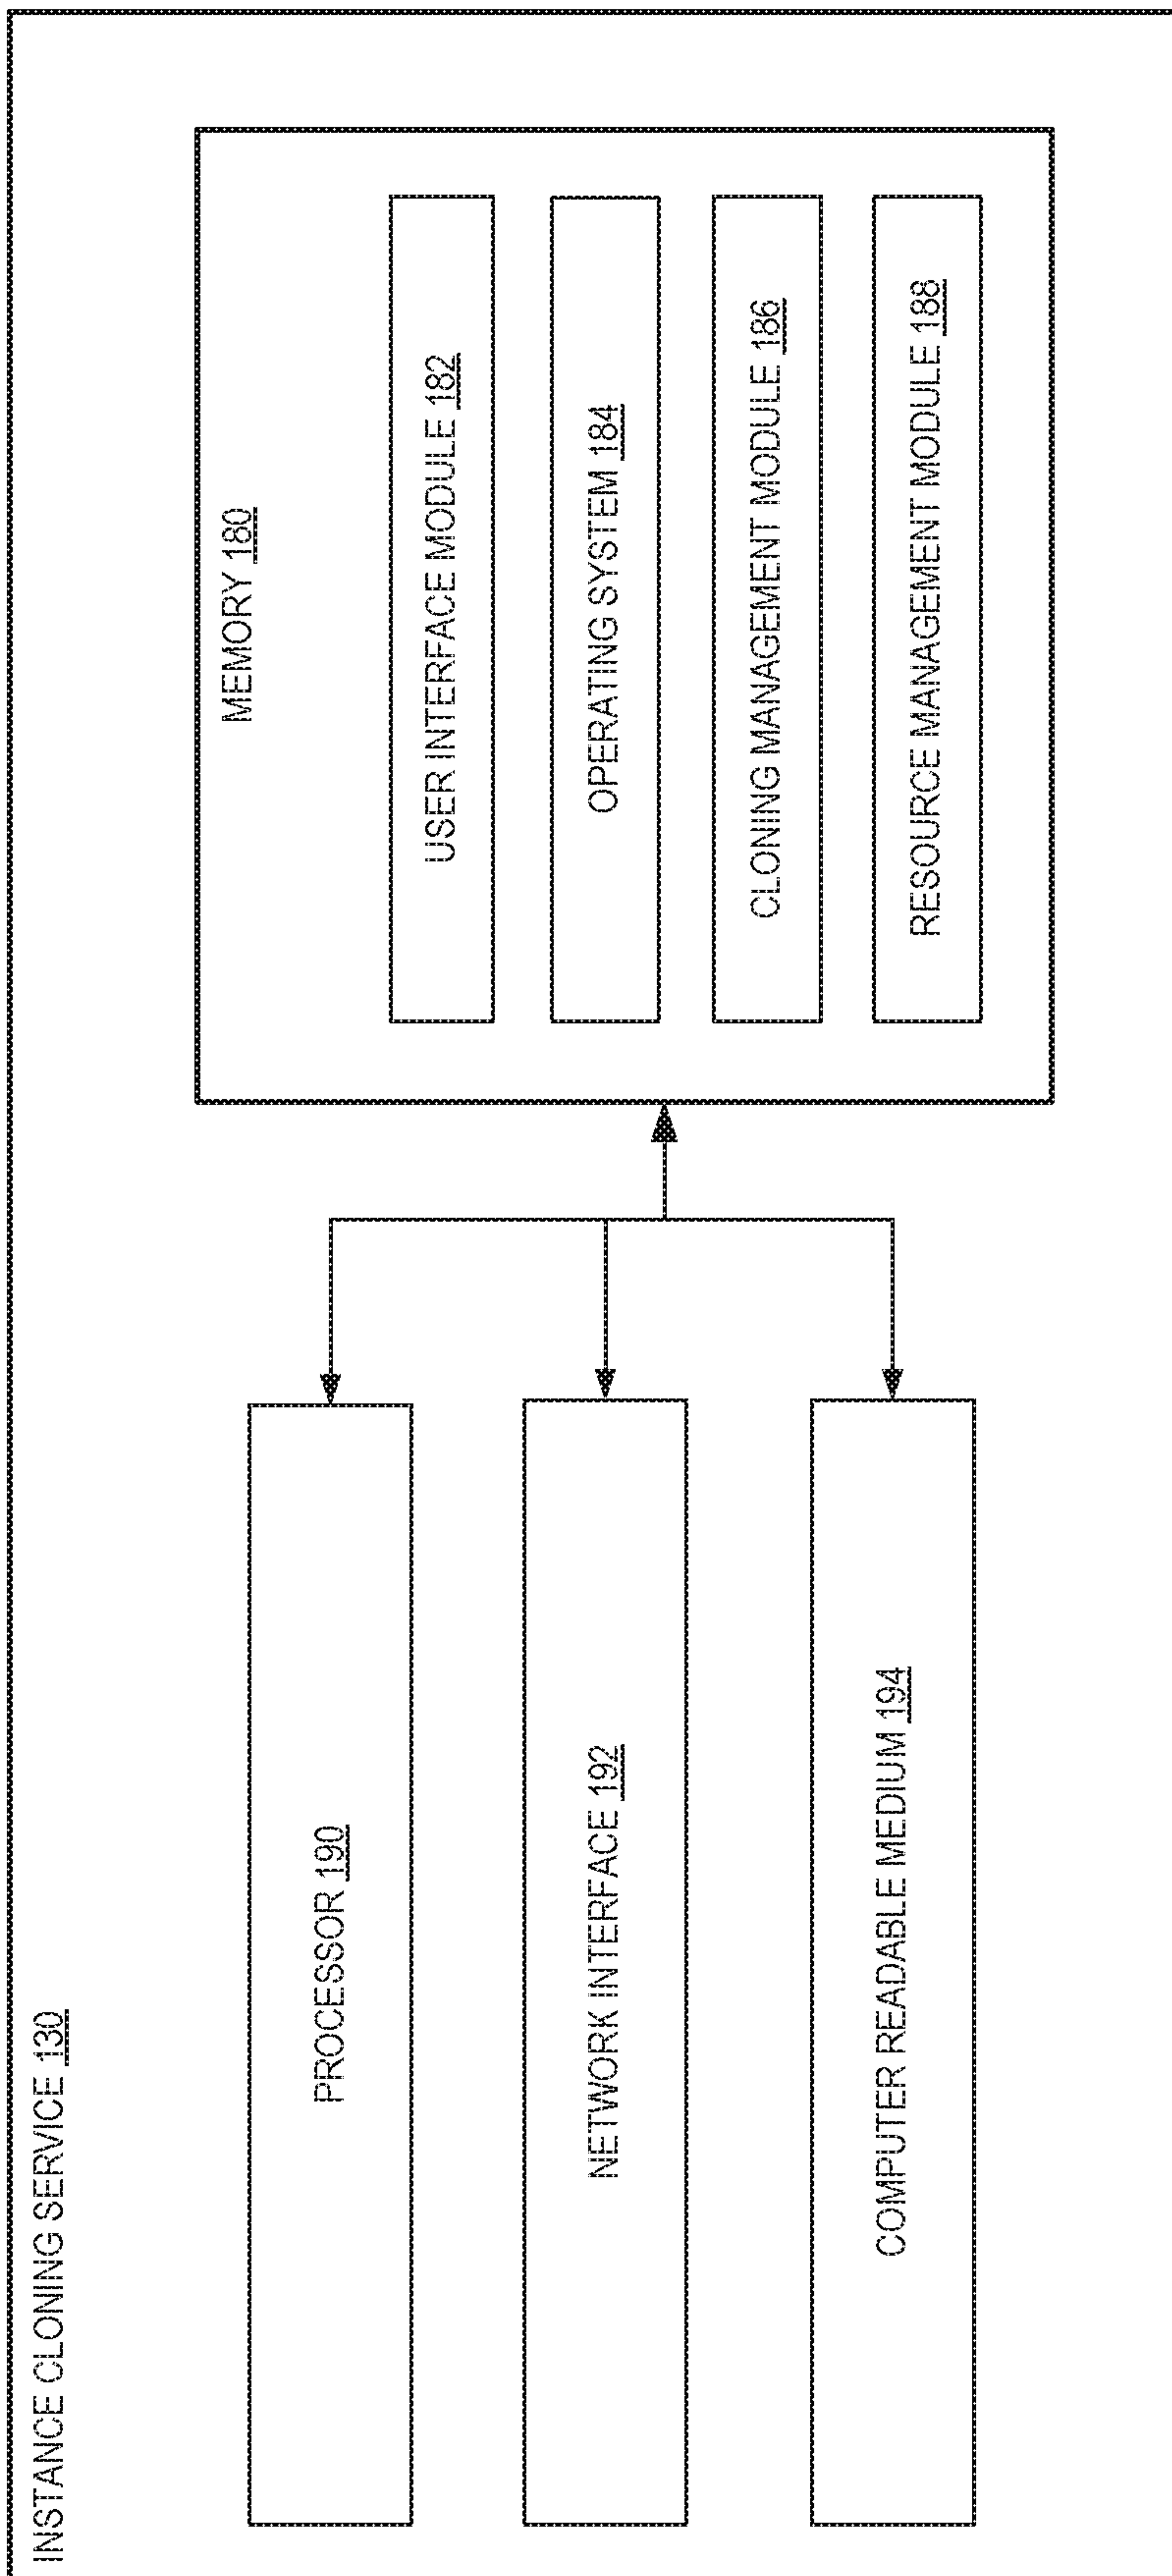 INSTANCE CLONING SERVICE 130
PROCESSOR 190
NETWORK INTERFACE 192
COMPUTER READABLE MEDIUM 194
MEMORY 180
USER INTERFACE MODULE 182
OPERATING SYSTEM 184
CLONING MANAGEMENT MODULE 186
RESOURCE MANAGEMENT MODULE 188